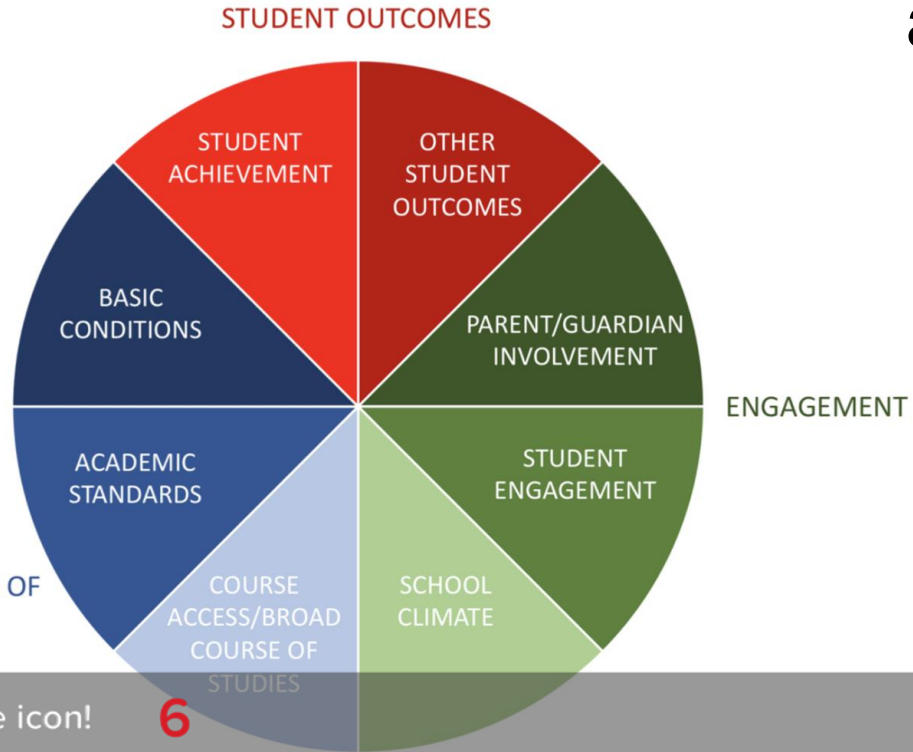 STUDENT OUTCOMES
STUDENT
ACHIEVEMENT
OTHER
STUDENT
OUTCOMES
BASIC
CONDITIONS
PARENT/GUARDIAN
INVOLVEMENT
ENGAGEMENT
ACADEMIC
STANDARDS
STUDENT
ENGAGEMENT
OF
COURSE
ACCESS/BROAD
COURSE OF
STUDIES
SCHOOL
CLIMATE
icon!
6